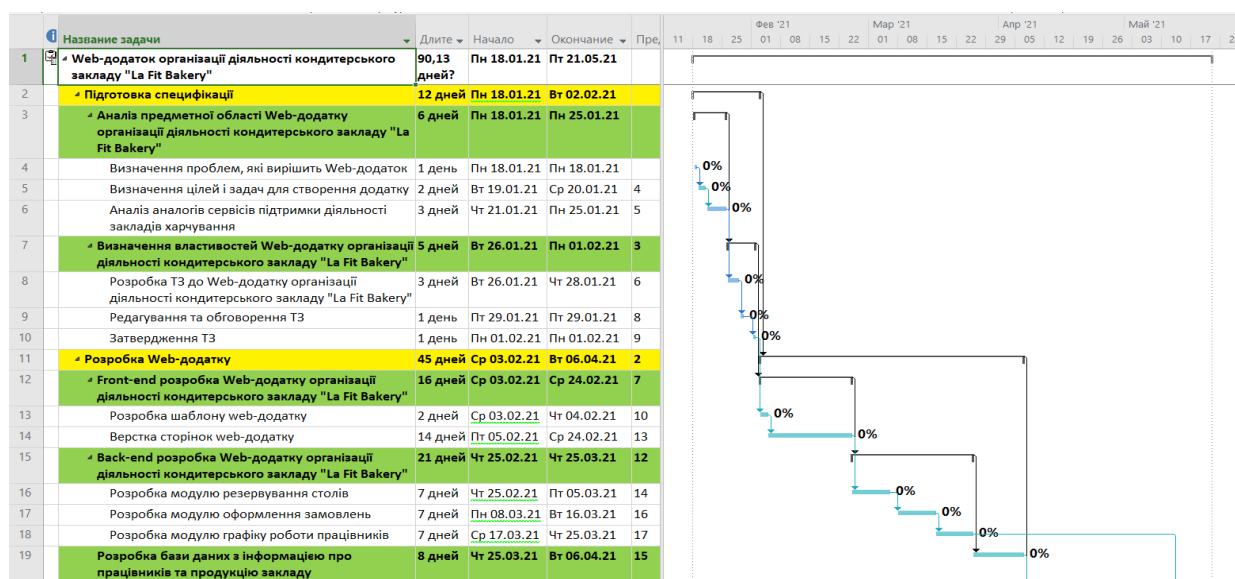 Фев '21 Мар '21 Апр '21 Май '21
Название задачи Длите Начало Окончание Пре, 11 18 25 01 08 15 22 01 08 15 22 29 05 12 19 26 03 10 17 2
1 Web-додаток організації діяльності кондитерського 90,13 Пн 18.01.21 Пт 21.05.21
закладу "La Fit Bakery" дней?
2 Підготовка специфікації 12 дней Пн 18.01.21 Вт 02.02.21
3 Аналіз предметної області Web-додатку 6 дней Пн 18.01.21 Пн 25.01.21
організації діяльності кондитерського закладу "La
Fit Bakery"
4 Визначення проблем, які вирішить Web-додаток 1 день Пн 18.01.21 Пн 18.01.21 0%
5 Визначення цілей і задач для створення додатку 2 дней Вт 19.01.21 Ср 20.01.21 4 0%
6 Аналіз аналогів сервісів підтримки діяльності 3 дней Чт 21.01.21 Пн 25.01.21 5 0%
закладів харчування
7 Визначення властивостей Web-додатку організації 5 дней Вт 26.01.21 Пн 01.02.21 3
діяльності кондитерського закладу "La Fit Bakery"
8 Розробка ТЗ до Web-додатку організації 3 дней Вт 26.01.21 Чт 28.01.21 6 0%
діяльності кондитерського закладу "La Fit Bakery"
9 Редагування та обговорення ТЗ 1 день Пт 29.01.21 Пт 29.01.21 8 0%
10 Затвердження ТЗ 1 день Пн 01.02.21 Пн 01.02.21 9 0%
11 Розробка Web-додатку 45 дней Ср 03.02.21 Вт 06.04.21 2
12 Front-end розробка Web-додатку організації 16 дней Ср 03.02.21 Ср 24.02.21 7
діяльності кондитерського закладу "La Fit Bakery"
13 Розробка шаблону web-додатку 2 дней Ср 03.02.21 Чт 04.02.21 10 0%
14 Верстка сторінок web-додатку 14 дней Пт 05.02.21 Ср 24.02.21 13 0%
15 Back-end розробка Web-додатку організації 21 дней Чт 25.02.21 Чт 25.03.21 12
діяльності кондитерського закладу "La Fit Bakery"
16 Розробка модулю резервування столів 7 дней Чт 25.02.21 Пт 05.03.21 14 0%
17 Розробка модулю оформлення замовлень 7 дней Пн 08.03.21 Вт 16.03.21 16 0%
18 Розробка модулю графіку роботи працівників 7 дней Ср 17.03.21 Чт 25.03.21 17 0%
19 Розробка бази даних з інформацією про 8 дней Чт 25.03.21 Вт 06.04.21 15 0%
працівників та продукцію закладу